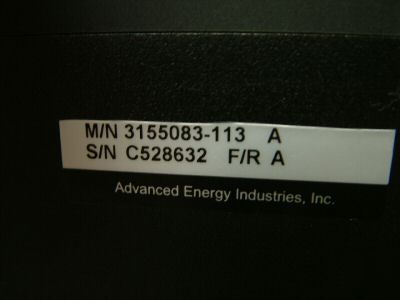 M/N 3155083-113 A
S/N C528632 F/R A
Advanced Energy Industries, Inc.